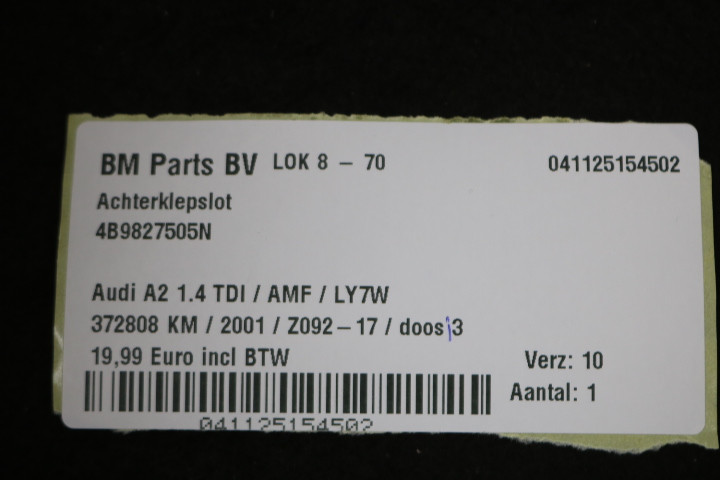 BM Parts BV LOK 8 - 70 041125154502
Achterklepslot
4B9827505N
Audi A2 1.4 TDI / AMF / LY7W
372808 KM / 2001 / Z092-17 / doos 3
19,99 Euro incl BTW Verz: 10
Aantal: 1
041125154502